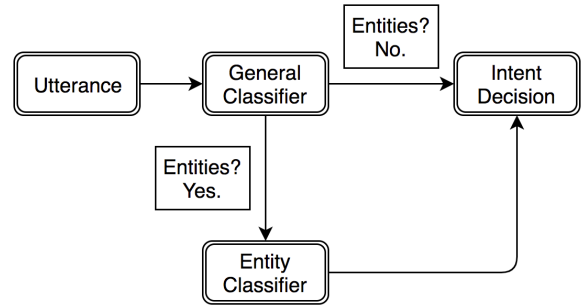 Entities?
No.
Utterance
General
Classifier
Intent
Decision
Entities?
Yes.
Entity
Classifier